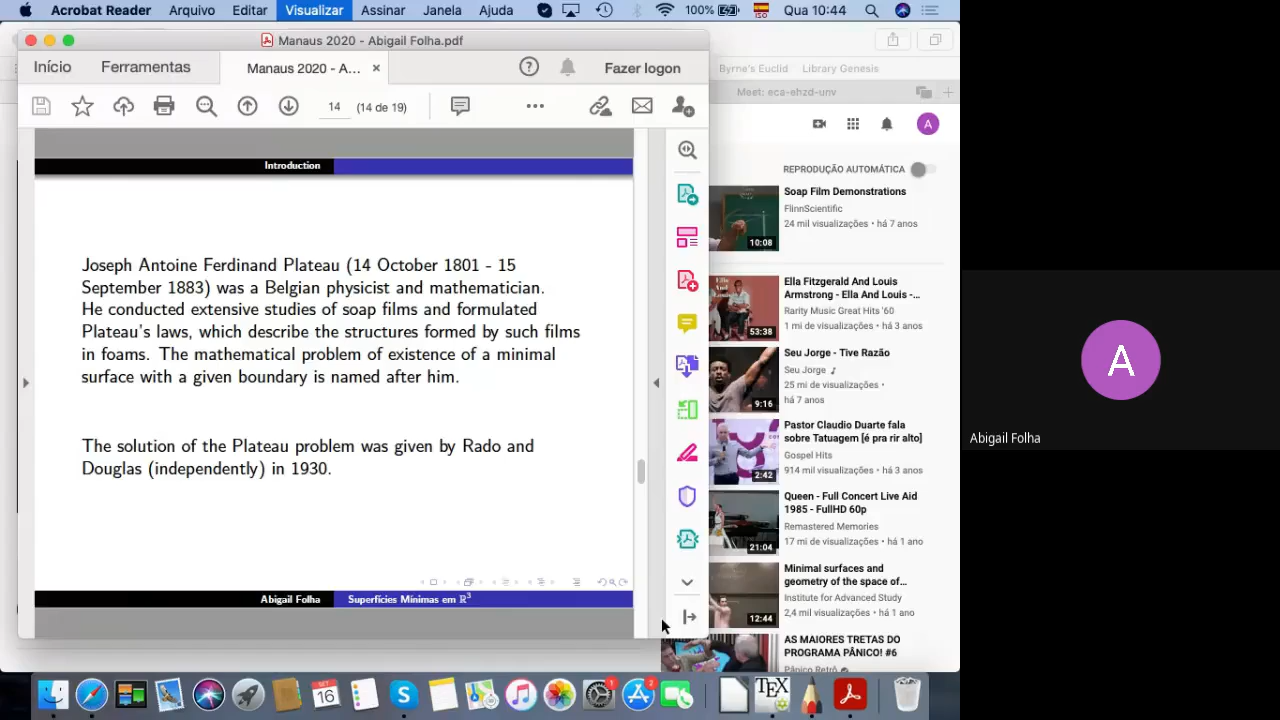 Acrobat Reader Arquivo Editar Visualizar Assinar Janela Ajuda 100% ISO Qua 10:44
Manaus 2020 - Abigail Folha.pdf
Início Ferramentas Manaus 2020 - A... × Fazer logon
14 (14 de 19)
Byrne's Euclid Library Genesis
Meet: eca-ehzd-unv
A
Introduction
Joseph Antoine Ferdinand Plateau (14 October 1801 - 15
September 1883) was a Belgian physicist and mathematician.
He conducted extensive studies of soap films and formulated
Plateau's laws, which describe the structures formed by such films
in foams. The mathematical problem of existence of a minimal
surface with a given boundary is named after him.
The solution of the Plateau problem was given by Rado and
Douglas (independently) in 1930.
Abigail Folha Superfícies Mínimas em ℝ³
REPRODUÇÃO AUTOMÁTICA
Soap Film Demonstrations
FlinnScientific
24 mil visualizações • há 7 anos
10:08
Ella Fitzgerald And Louis
Armstrong - Ella And Louis -...
Rarity Music Great Hits '60
1 mi de visualizações • há 3 anos
53:38
Seu Jorge - Tive Razão
Seu Jorge
25 mi de visualizações •
há 7 anos
9:16
Pastor Claudio Duarte fala
sobre Tatuagem [é pra rir alto]
Gospel Hits
914 mil visualizações • há 3 anos
2:42
Queen - Full Concert Live Aid
1985 - FullHD 60p
Remastered Memories
17 mi de visualizações • há 1 ano
21:04
Minimal surfaces and
geometry of the space of...
Institute for Advanced Study
2,4 mil visualizações • há 1 ano
12:44
AS MAIORES TRETAS DO
PROGRAMA PÂNICO! #6
Pânico Retrô
SET
16
1
2
TEX
A
Abigail Folha